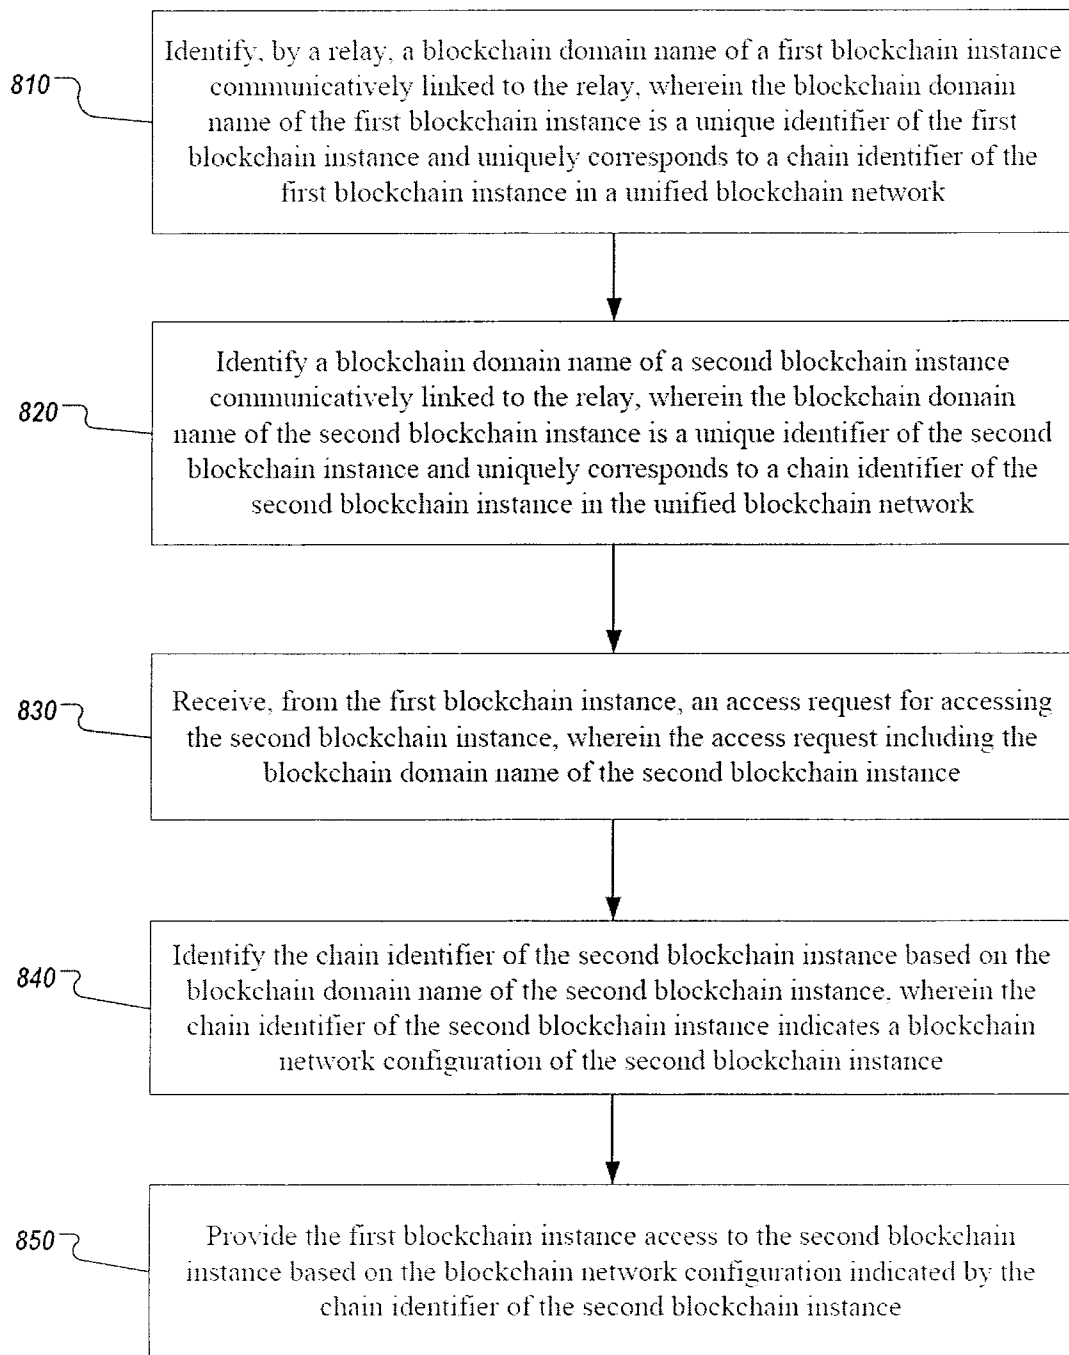 810
Identify, by a relay, a blockchain domain name of a first blockchain instance
communicatively linked to the relay, wherein the blockchain domain
name of the first blockchain instance is a unique identifier of the first
blockchain instance and uniquely corresponds to a chain identifier of the
first blockchain instance in a unified blockchain network
820
Identify a blockchain domain name of a second blockchain instance
communicatively linked to the relay, wherein the blockchain domain
name of the second blockchain instance is a unique identifier of the second
blockchain instance and uniquely corresponds to a chain identifier of the
second blockchain instance in the unified blockchain network
830
Receive, from the first blockchain instance, an access request for accessing
the second blockchain instance, wherein the access request including the
blockchain domain name of the second blockchain instance
840
Identify the chain identifier of the second blockchain instance based on the
blockchain domain name of the second blockchain instance, wherein the
chain identifier of the second blockchain instance indicates a blockchain
network configuration of the second blockchain instance
850
Provide the first blockchain instance access to the second blockchain
instance based on the blockchain network configuration indicated by the
chain identifier of the second blockchain instance